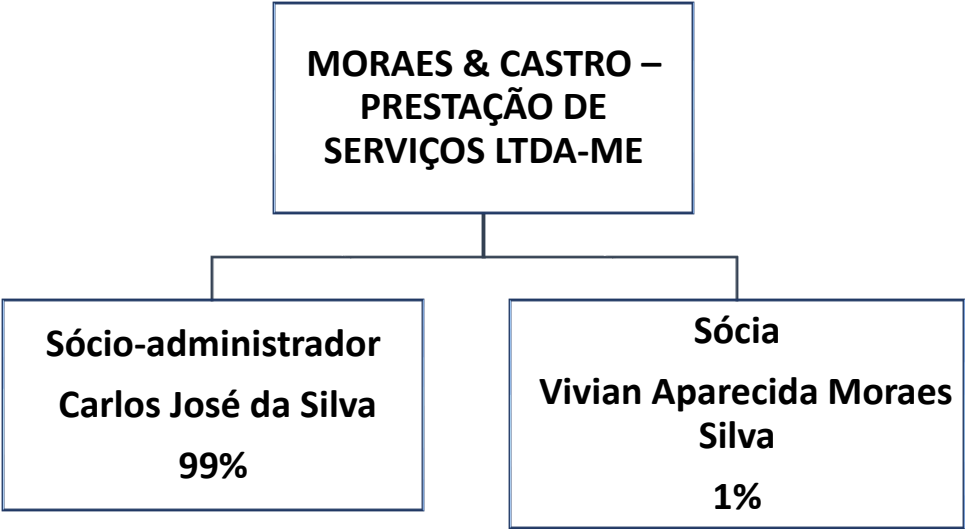 MORAES & CASTRO –
PRESTAÇÃO DE
SERVIÇOS LTDA-ME
Sócio-administrador
Carlos José da Silva
99%
Sócia
Vivian Aparecida Moraes
Silva
1%